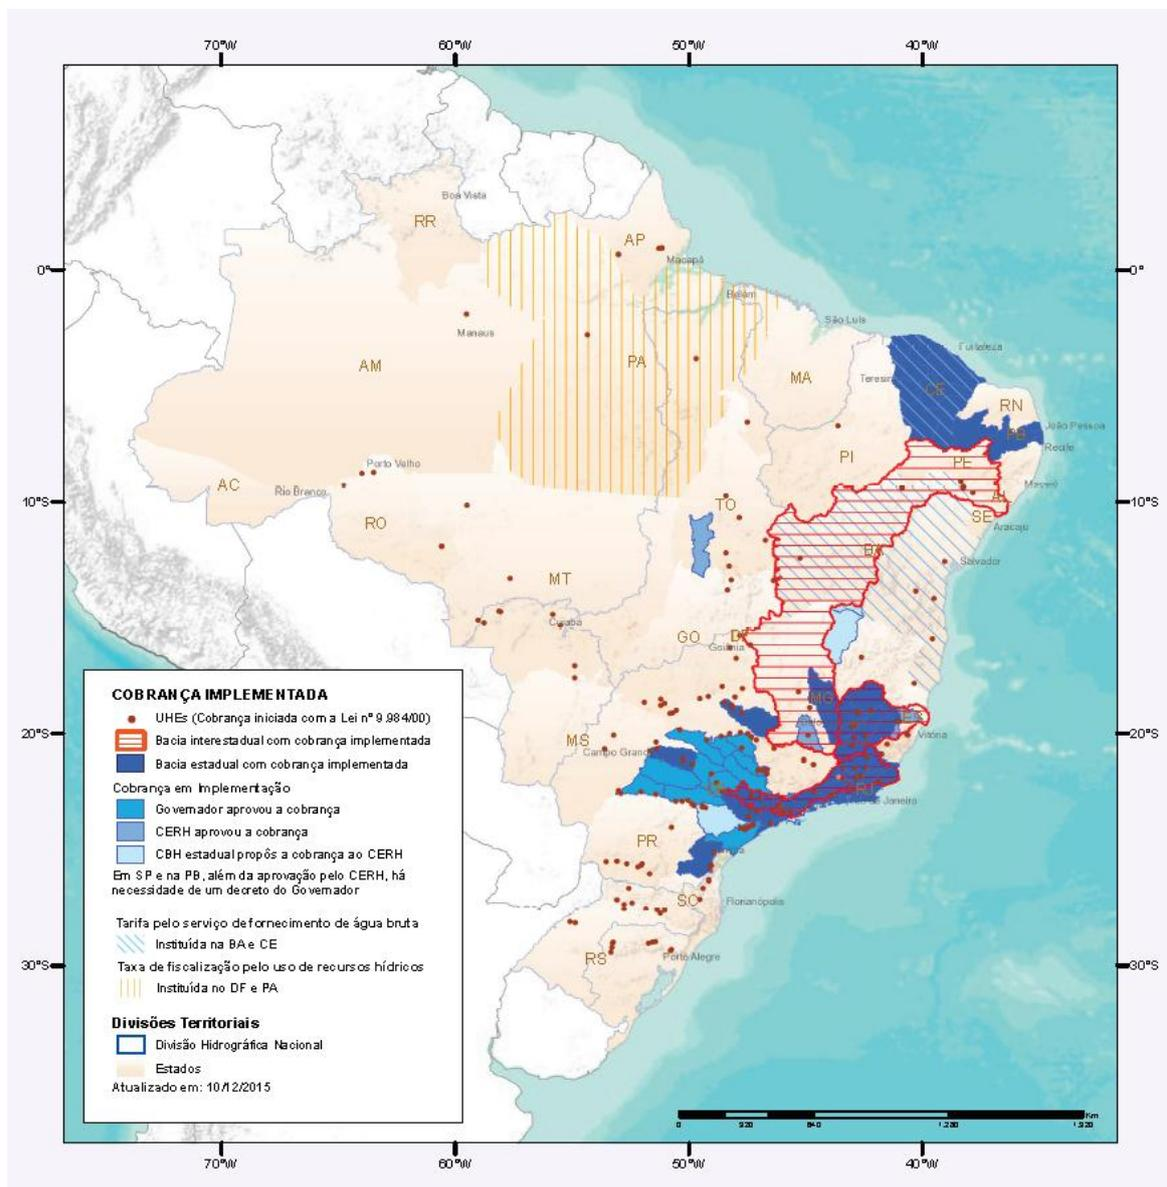 70°W 60°W 50°W 40°W
Boa Vista
RR
AP
Macapá
0° 0°
Belém
São Luis
Manaus
Fortaleza
PA
AM
MA
CE
RN
João Pessoa
PB
Recife
PI
PE
Porto Velho
AC
Rio Branco
AL
10°S 10°S
TO
SE
Aracaju
RO
BA
Salvador
MT
Cuiabá
GO
DF
Goiânia
MG
ES
20°S 20°S
Vitória
MS
Campo Grande
RJ
PR
SC
Florianópolis
RS
Porto Alegre
30°S 30°S
COBRANÇA IMPLEMENTADA
UHEs (Cobrança iniciada com a Lei nº 9.984/00)
Bacia interestadual com cobrança implementada
Bacia estadual com cobrança implementada
Cobrança em Implementação
Governador aprovou a cobrança
CERH aprovou a cobrança
CBH estadual propôs a cobrança ao CERH
Em SP e na PB, além da aprovação pelo CERH, há
necessidade de um decreto do Governador
Tarifa pelo serviço de fornecimento de água bruta
Instituída na BA e CE
Taxa de fiscalização pelo uso de recursos hídricos
Instituída no DF e PA
Divisões Territoriais
Divisão Hidrográfica Nacional
Estados
Atualizado em: 10/12/2015
Km
0 320 640 1.280 1.920
70°W 60°W 50°W 40°W